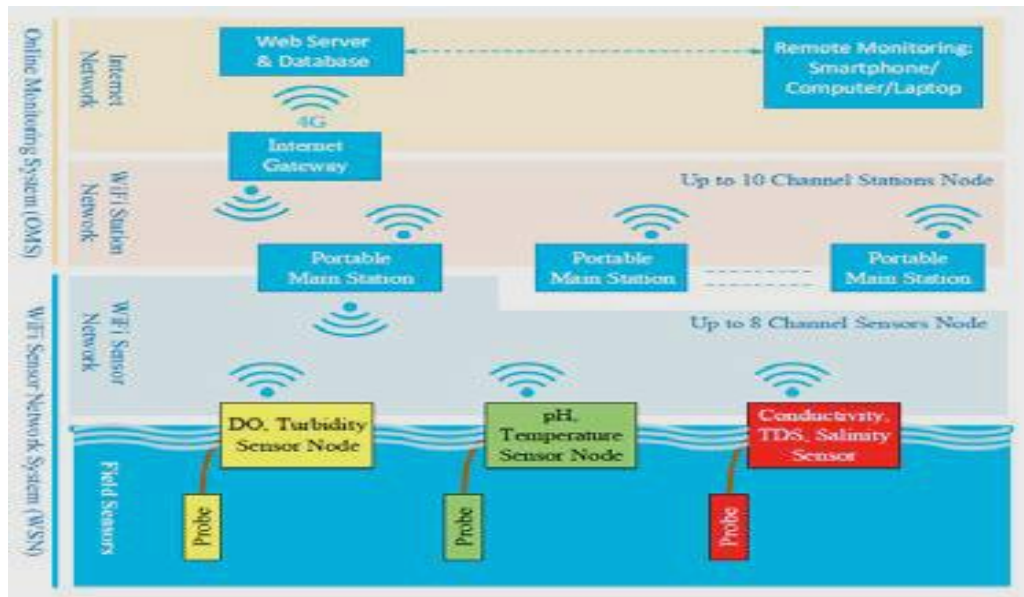 Online Monitoring System (OMS)
Internet
Network
Web Server
& Database
Remote Monitoring:
Smartphone/
Computer/Laptop
4G
Internet
Gateway
WiFi Station
Network
Up to 10 Channel Stations Node
Portable
Main Station
Portable
Main Station
Portable
Main Station
WiFi Sensor Network System (WSN)
WiFi Sensor
Network
Up to 8 Channel Sensors Node
DO, Turbidity
Sensor Node
pH,
Temperature
Sensor Node
Conductivity,
TDS, Salinity
Sensor
Field Sensors
Probe
Probe
Probe